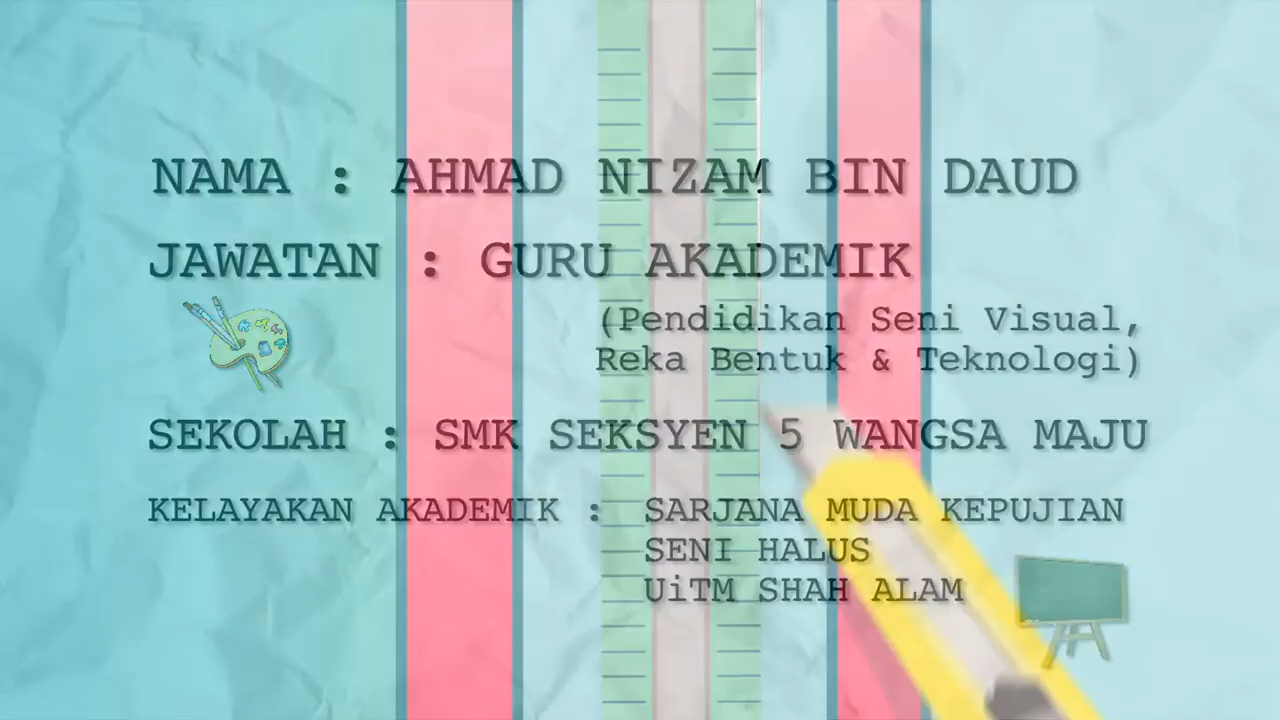 NAMA : AHMAD NIZAM BIN DAUD
JAWATAN : GURU AKADEMIK
(Pendidikan Seni Visual,
Reka Bentuk & Teknologi)
SEKOLAH : SMK SEKSYEN 5 WANGSA MAJU
KELAYAKAN AKADEMIK : SARJANA MUDA KEPUJIAN
SENI HALUS
UiTM SHAH ALAM